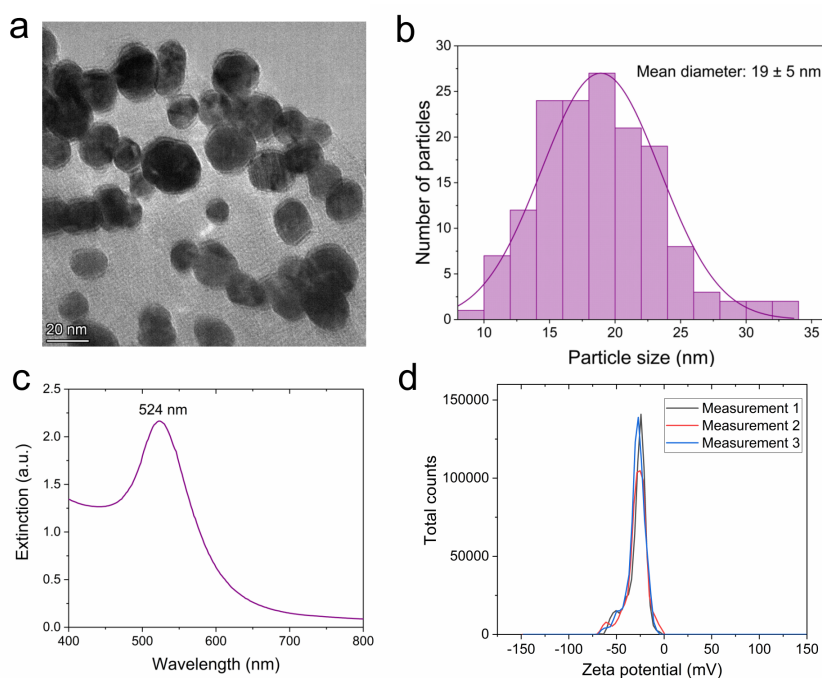 a
20 nm
b
Mean diameter: 19 ± 5 nm
30
25
20
15
10
5
0
10 15 20 25 30 35
Number of particles
Particle size (nm)
c
524 nm
2.5
2.0
1.5
1.0
0.5
0.0
400 500 600 700 800
Extinction (a.u.)
Wavelength (nm)
d
Measurement 1
Measurement 2
Measurement 3
150000
100000
50000
0
-150 -100 -50 0 50 100 150
Total counts
Zeta potential (mV)